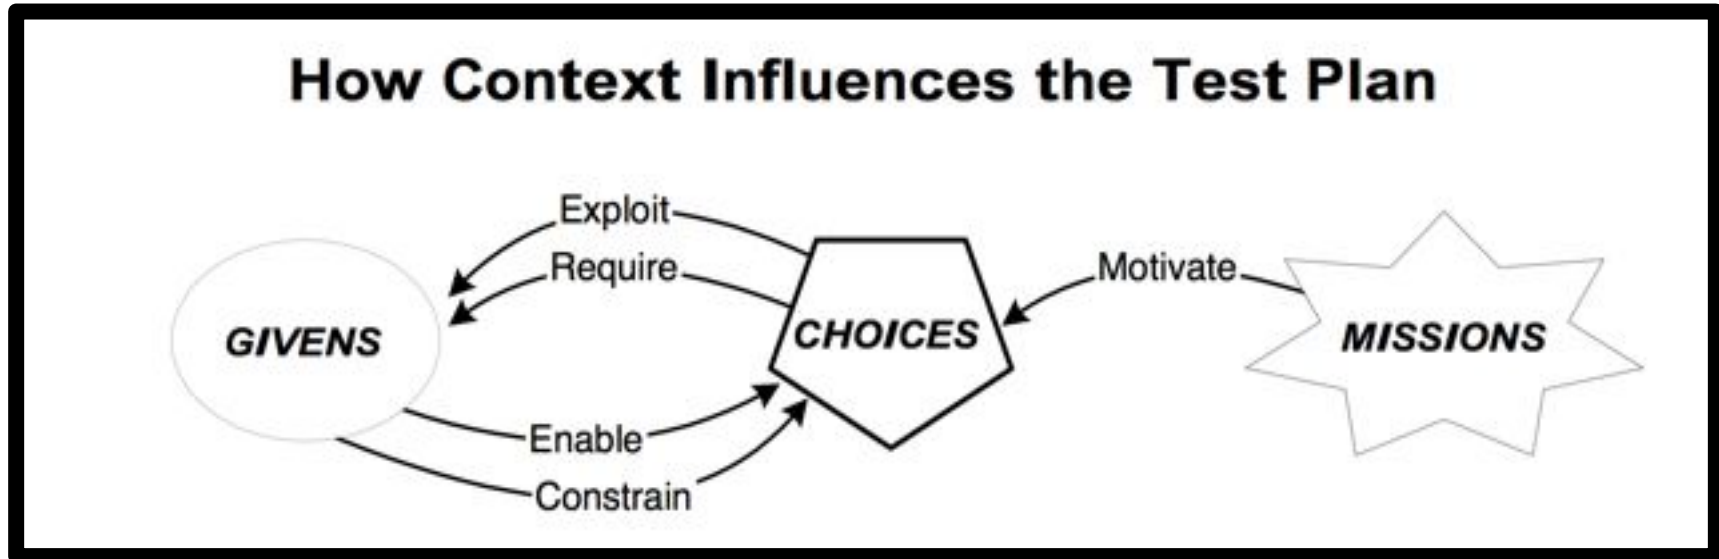 How Context Influences the Test Plan
Exploit
Require
Motivate
GIVENS
CHOICES
MISSIONS
Enable
Constrain